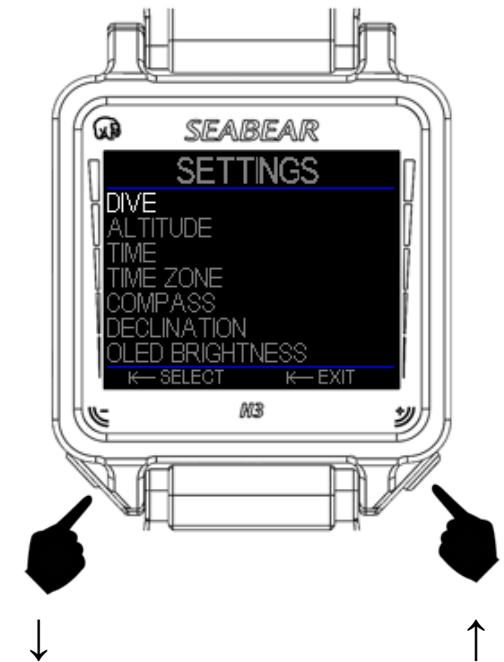 SEABEAR
SETTINGS
DIVE
ALTITUDE
TIME
TIME ZONE
COMPASS
DECLINATION
OLED BRIGHTNESS
SELECT EXIT
- H3 +